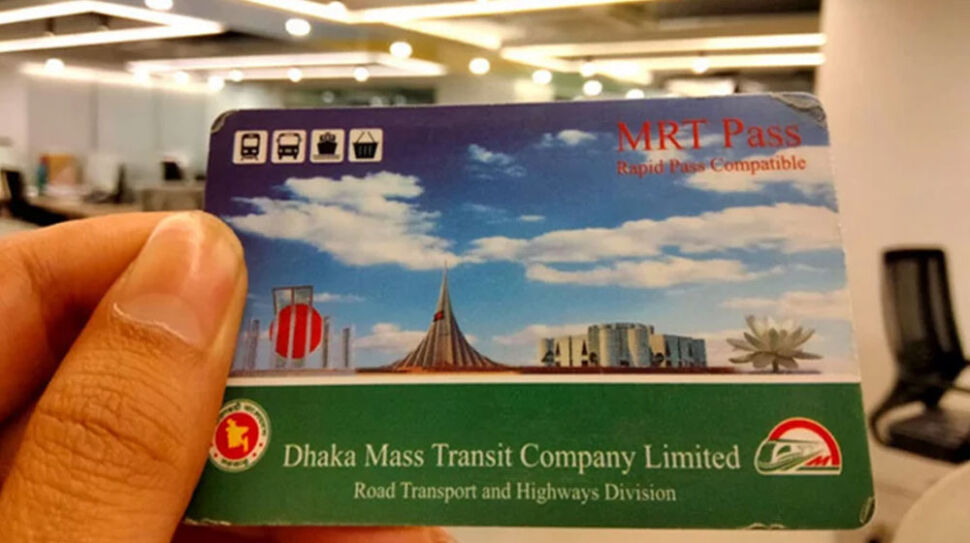 MRT Pass
Rapid Pass Compatible
Dhaka Mass Transit Company Limited
Road Transport and Highways Division